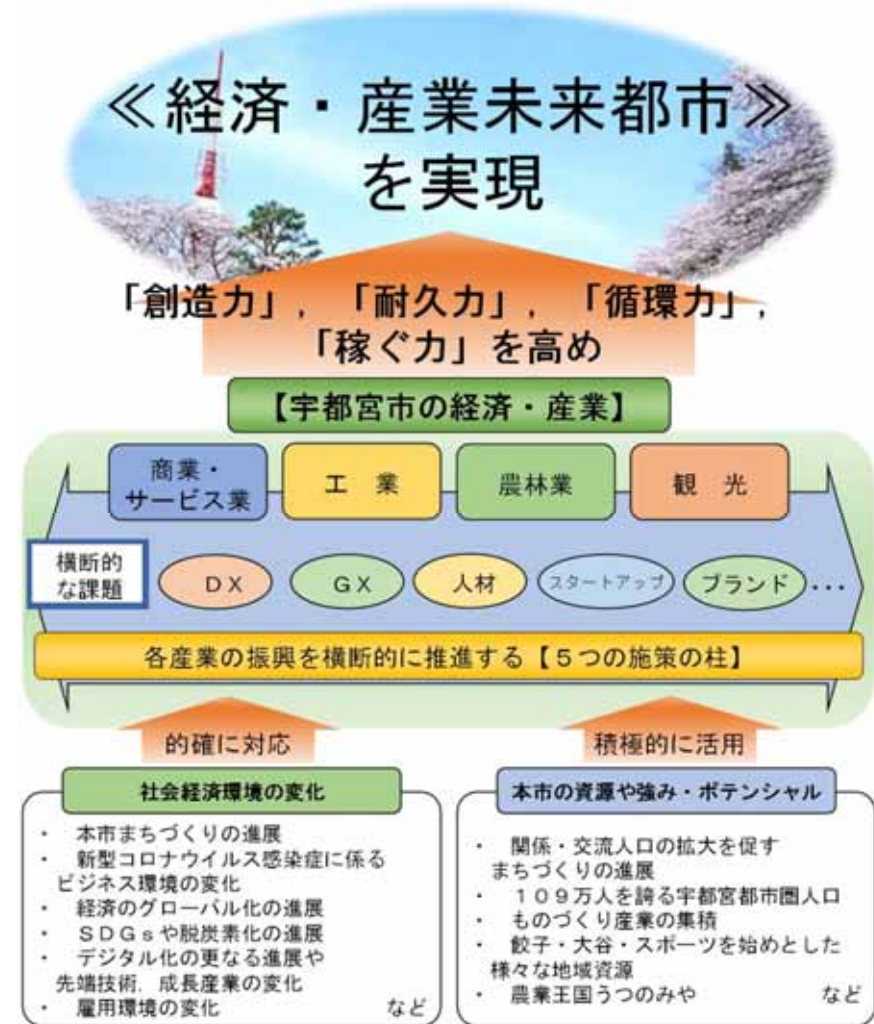 ≪経済・産業未来都市≫
を実現
「創造力」，「耐久力」，「循環力」，
「稼ぐ力」を高め
【宇都宮市の経済・産業】
商業・
サービス業
工　業
農林業
観　光
横断的
な課題
ＤＸ
ＧＸ
人材
スタートアップ
ブランド
・・・
各産業の振興を横断的に推進する【５つの施策の柱】
的確に対応
積極的に活用
社会経済環境の変化
・　本市まちづくりの進展
・　新型コロナウイルス感染症に係る
ビジネス環境の変化
・　経済のグローバル化の進展
・　ＳＤＧｓや脱炭素化の進展
・　デジタル化の更なる進展や
先端技術，成長産業の変化
・　雇用環境の変化　　　　　　など
本市の資源や強み・ポテンシャル
・　関係・交流人口の拡大を促す
まちづくりの進展
・　１０９万人を誇る宇都宮都市圏人口
・　ものづくり産業の集積
・　餃子・大谷・スポーツを始めとした
様々な地域資源
・　農業王国うつのみや　　　　　など